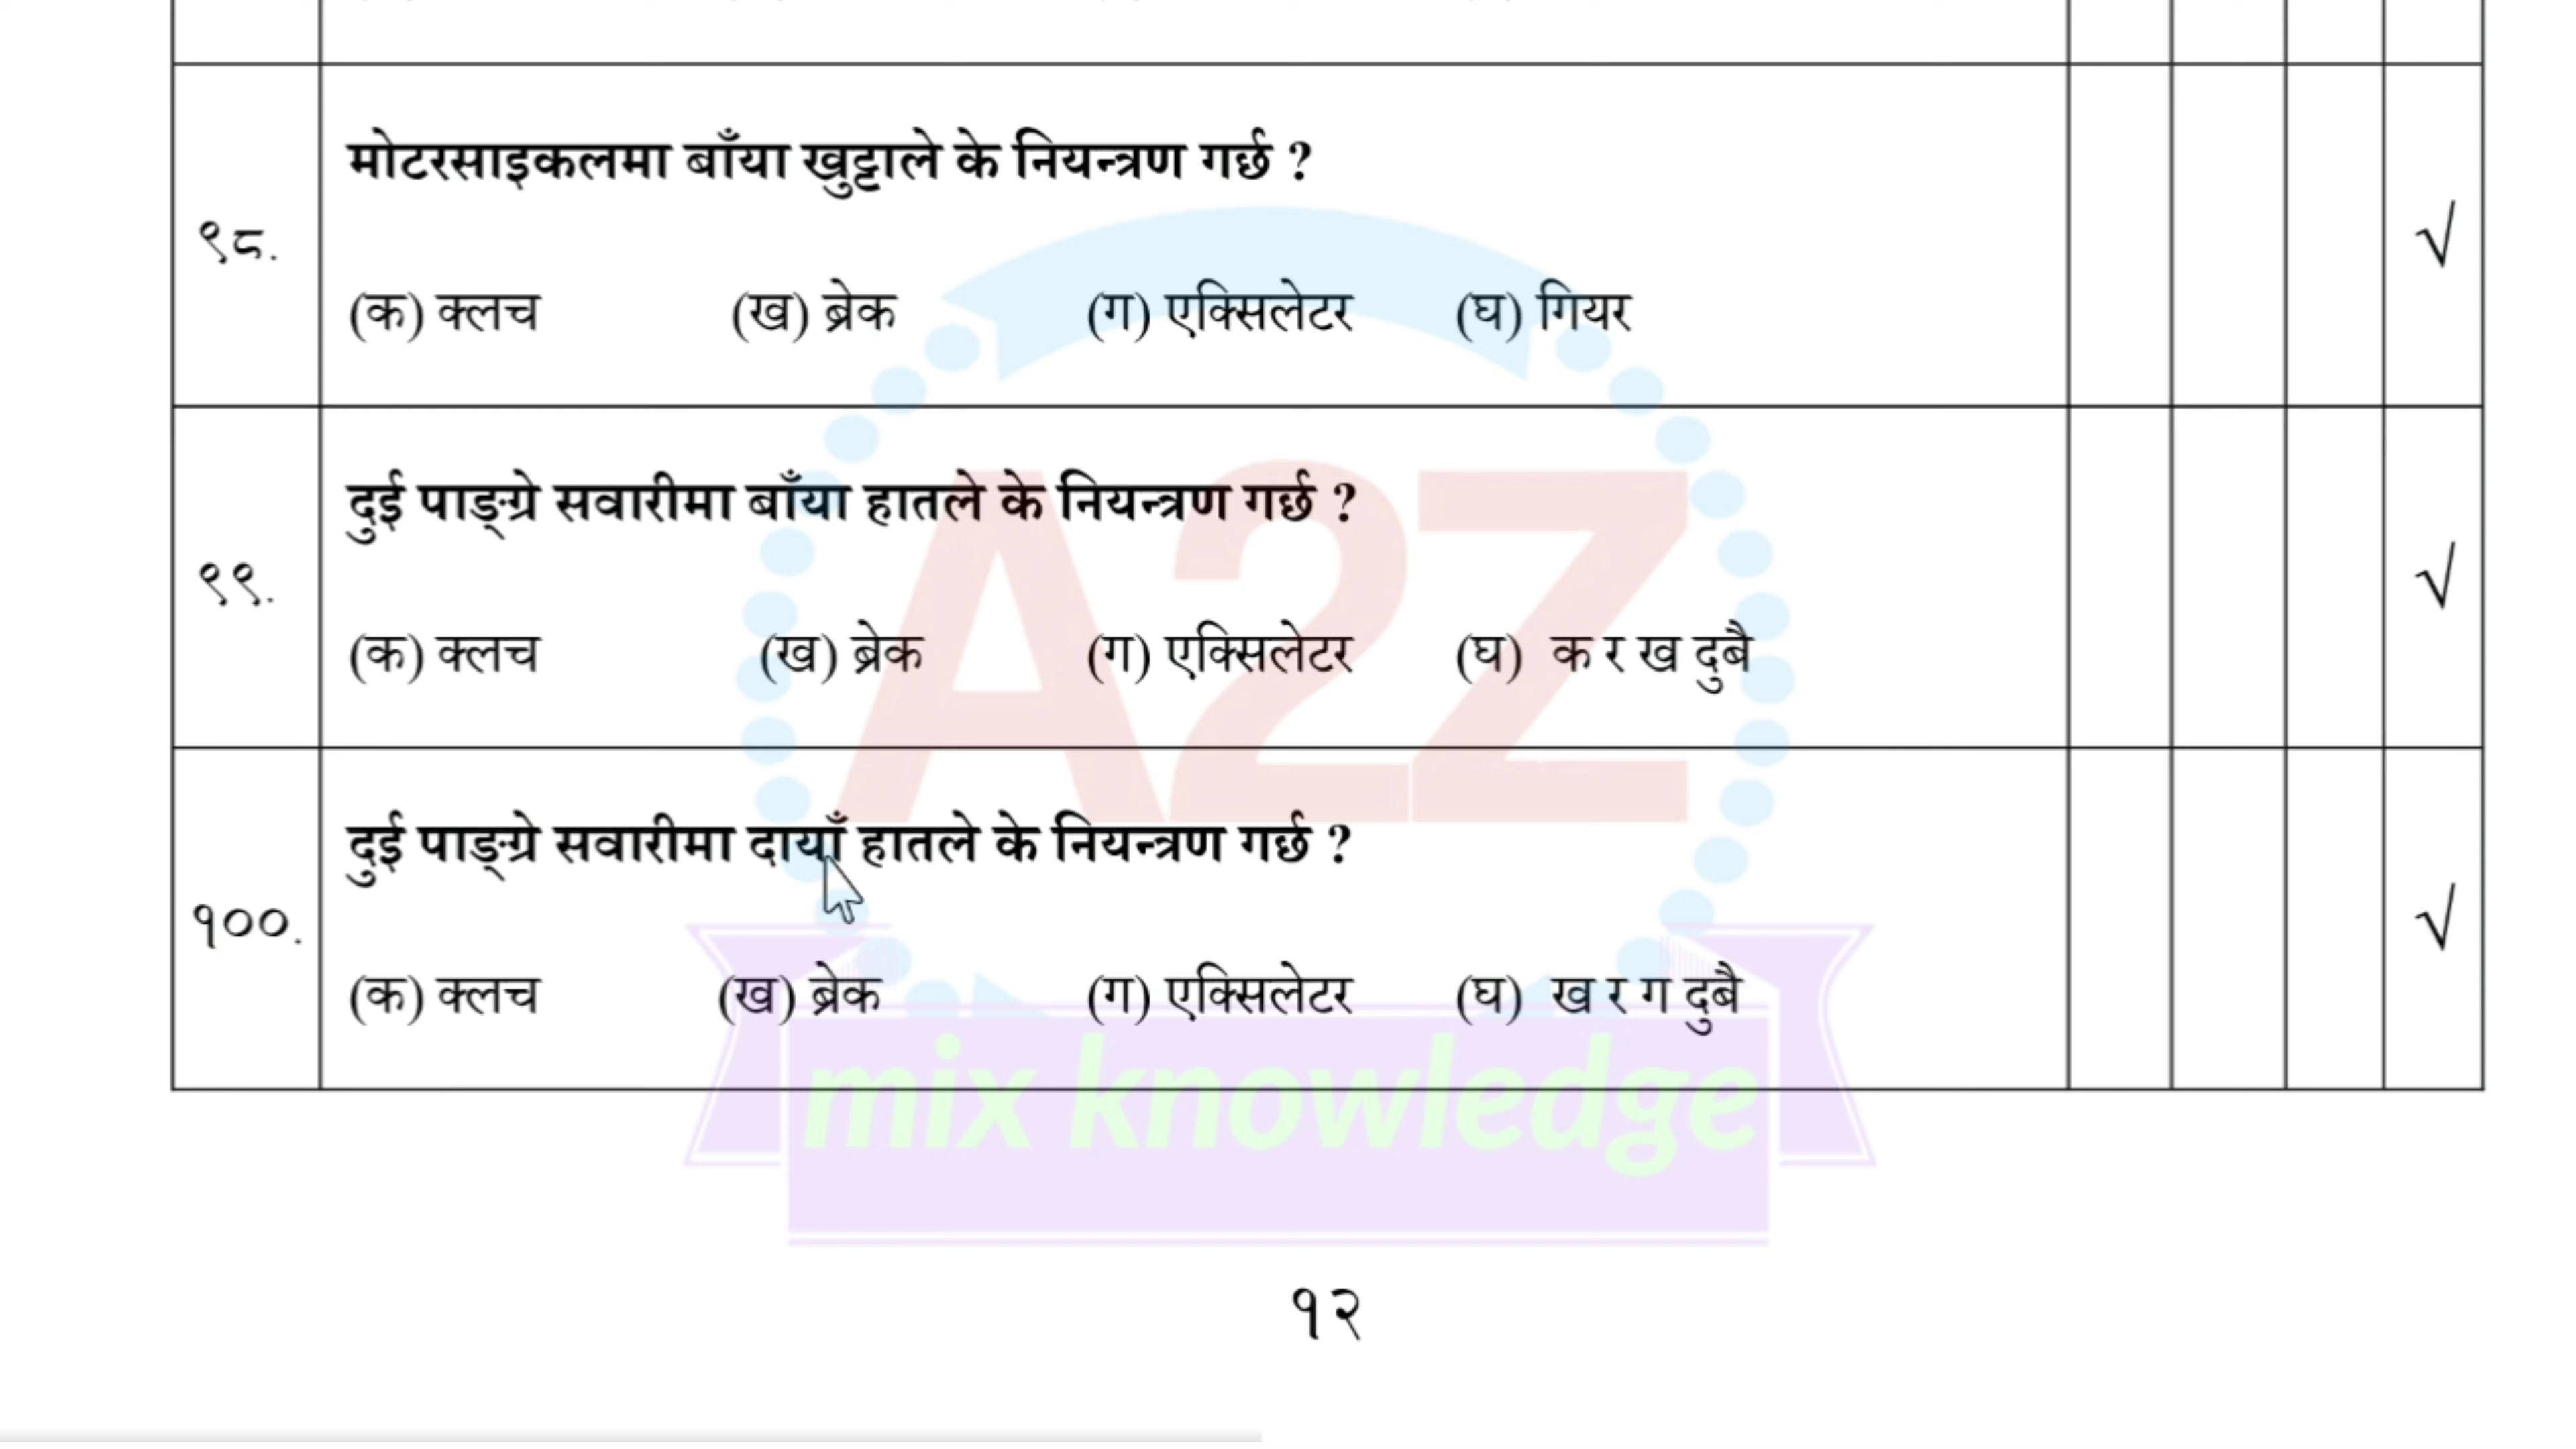 ९८.
मोटरसाइकलमा बाँया खुट्टाले के नियन्त्रण गर्छ ?
(क) क्लच (ख) ब्रेक (ग) एक्सिलेटर (घ) गियर
√
९९.
दुई पाङ्ग्रे सवारीमा बाँया हातले के नियन्त्रण गर्छ ?
(क) क्लच (ख) ब्रेक (ग) एक्सिलेटर (घ) क र ख दुबै
√
१००.
दुई पाङ्ग्रे सवारीमा दायाँ हातले के नियन्त्रण गर्छ ?
(क) क्लच (ख) ब्रेक (ग) एक्सिलेटर (घ) ख र ग दुबै
√
A2Z
mix knowledge
१२